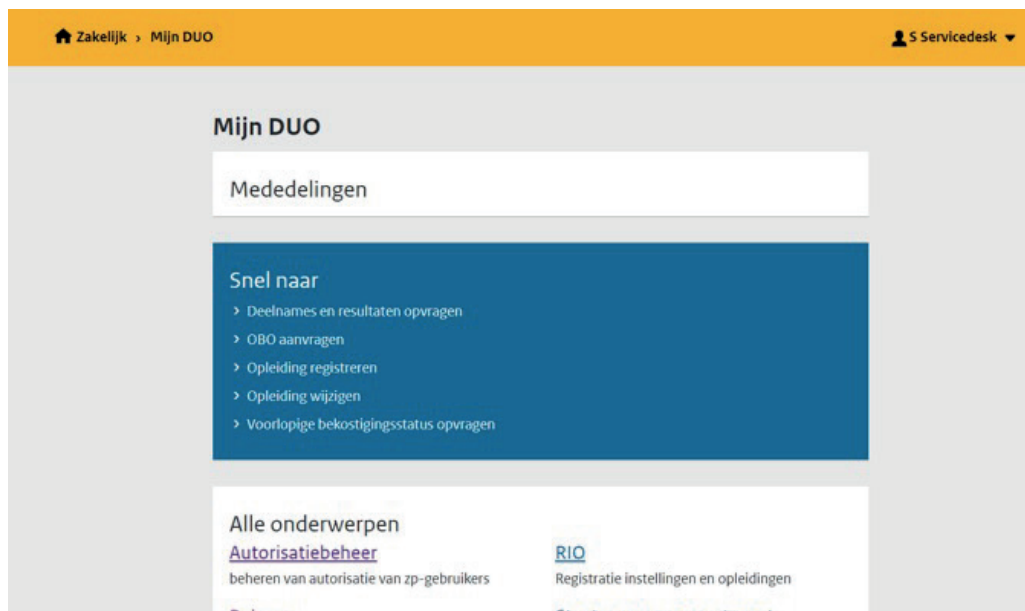 Zakelijk › Mijn DUO
S Servicedesk
Mijn DUO
Mededelingen
Snel naar
› Deelnames en resultaten opvragen
› OBO aanvragen
› Opleiding registreren
› Opleiding wijzigen
› Voorlopige bekostigingsstatus opvragen
Alle onderwerpen
Autorisatiebeheer
beheren van autorisatie van zp-gebruikers
RIO
Registratie instellingen en opleidingen